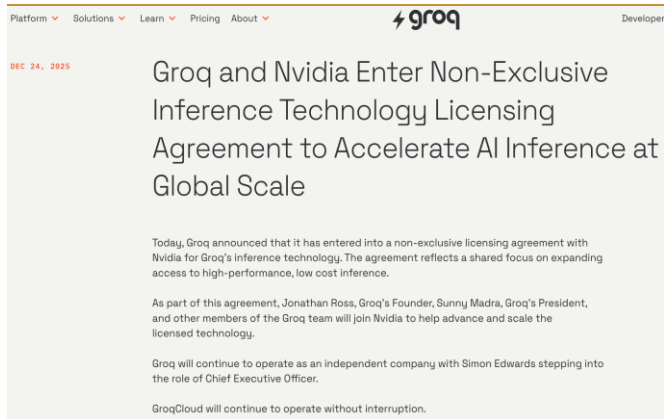 Platform Solutions Learn Pricing About groq Developer
DEC 24, 2025
Groq and Nvidia Enter Non-Exclusive
Inference Technology Licensing
Agreement to Accelerate AI Inference at
Global Scale
Today, Groq announced that it has entered into a non-exclusive licensing agreement with
Nvidia for Groq's inference technology. The agreement reflects a shared focus on expanding
access to high-performance, low cost inference.
As part of this agreement, Jonathan Ross, Groq's Founder, Sunny Madra, Groq's President,
and other members of the Groq team will join Nvidia to help advance and scale the
licensed technology.
Groq will continue to operate as an independent company with Simon Edwards stepping into
the role of Chief Executive Officer.
GroqCloud will continue to operate without interruption.